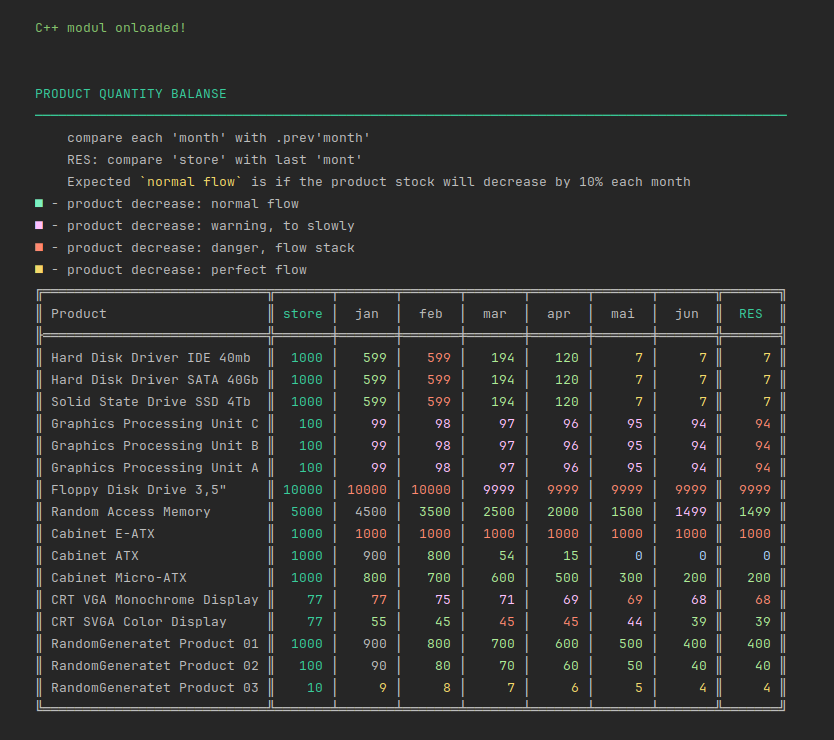 C++ modul onloaded!
PRODUCT QUANTITY BALANSE
compare each 'month' with .prev'month'
RES: compare 'store' with last 'mont'
Expected `normal flow` is if the product stock will decrease by 10% each month
■ - product decrease: normal flow
■ - product decrease: warning, to slowly
■ - product decrease: danger, flow stack
■ - product decrease: perfect flow
Product store jan feb mar apr mai jun RES
Hard Disk Driver IDE 40mb 1000 599 599 194 120 7 7 7
Hard Disk Driver SATA 40Gb 1000 599 599 194 120 7 7 7
Solid State Drive SSD 4Tb 1000 599 599 194 120 7 7 7
Graphics Processing Unit C 100 99 98 97 96 95 94 94
Graphics Processing Unit B 100 99 98 97 96 95 94 94
Graphics Processing Unit A 100 99 98 97 96 95 94 94
Floppy Disk Drive 3,5" 10000 10000 10000 9999 9999 9999 9999 9999
Random Access Memory 5000 4500 3500 2500 2000 1500 1499 1499
Cabinet E-ATX 1000 1000 1000 1000 1000 1000 1000 1000
Cabinet ATX 1000 900 800 54 15 0 0 0
Cabinet Micro-ATX 1000 800 700 600 500 300 200 200
CRT VGA Monochrome Display 77 77 75 71 69 69 68 68
CRT SVGA Color Display 77 55 45 45 45 44 39 39
RandomGeneratet Product 01 1000 900 800 700 600 500 400 400
RandomGeneratet Product 02 100 90 80 70 60 50 40 40
RandomGeneratet Product 03 10 9 8 7 6 5 4 4